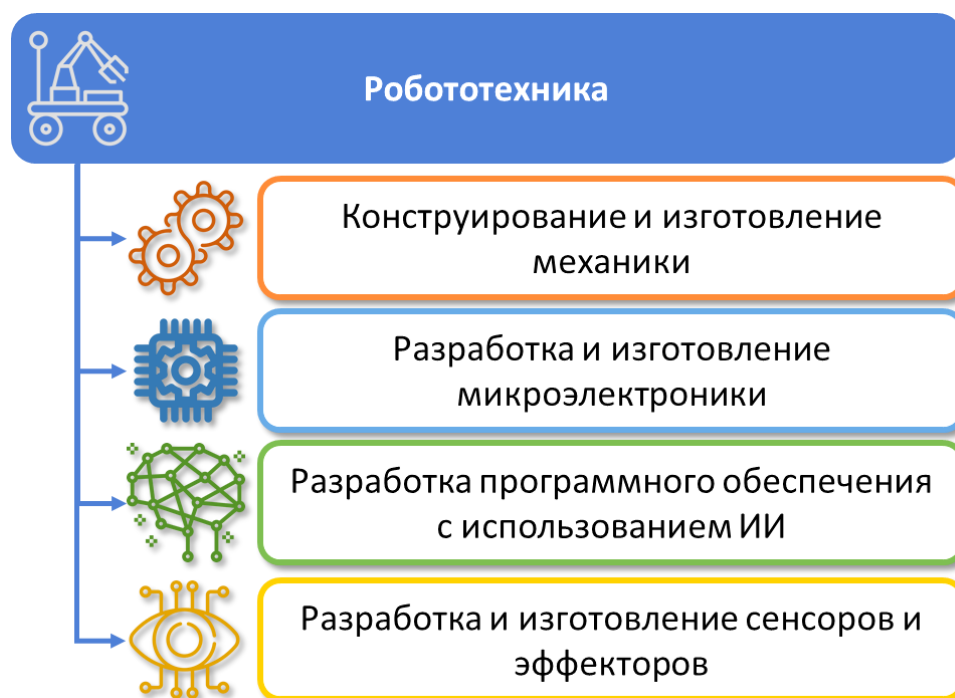 Робототехника
Конструирование и изготовление
механики
Разработка и изготовление
микроэлектроники
Разработка программного обеспечения
с использованием ИИ
Разработка и изготовление сенсоров и
эффекторов